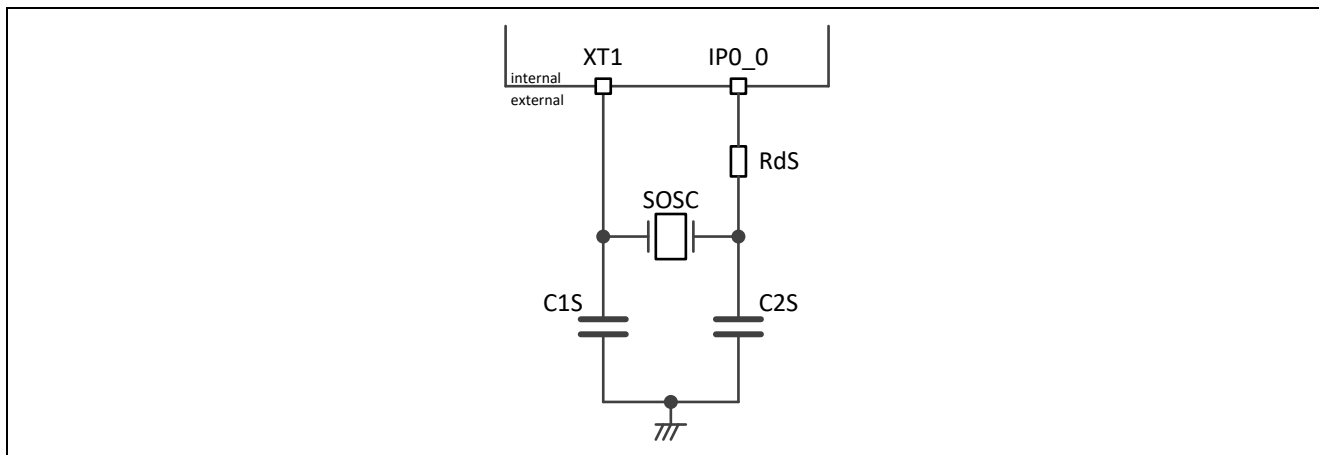 XT1 IP0_0
internal
external
RdS
SOSC
C1S C2S